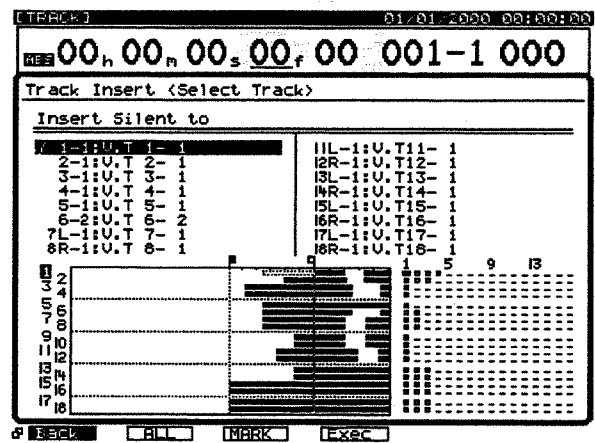 [TRACK] 01/01/2000 00:00:00
ABS 00h 00m 00s 00f 00 001-1 000
Track Insert <Select Track>
Insert Silent to
1-1:V.T 1- 1
2-1:V.T 2- 1
3-1:V.T 3- 1
4-1:V.T 4- 1
5-1:V.T 5- 1
6-2:V.T 6- 2
7L-1:V.T 7- 1
8R-1:V.T 8- 1
11L-1:V.T11- 1
12R-1:V.T12- 1
13L-1:V.T13- 1
14R-1:V.T14- 1
15L-1:V.T15- 1
16R-1:V.T16- 1
17L-1:V.T17- 1
18R-1:V.T18- 1
1 5 9 13
1
2
3
4
5
6
7
8
9
10
11
12
13
14
15
16
17
18
Back ALL MARK Exec